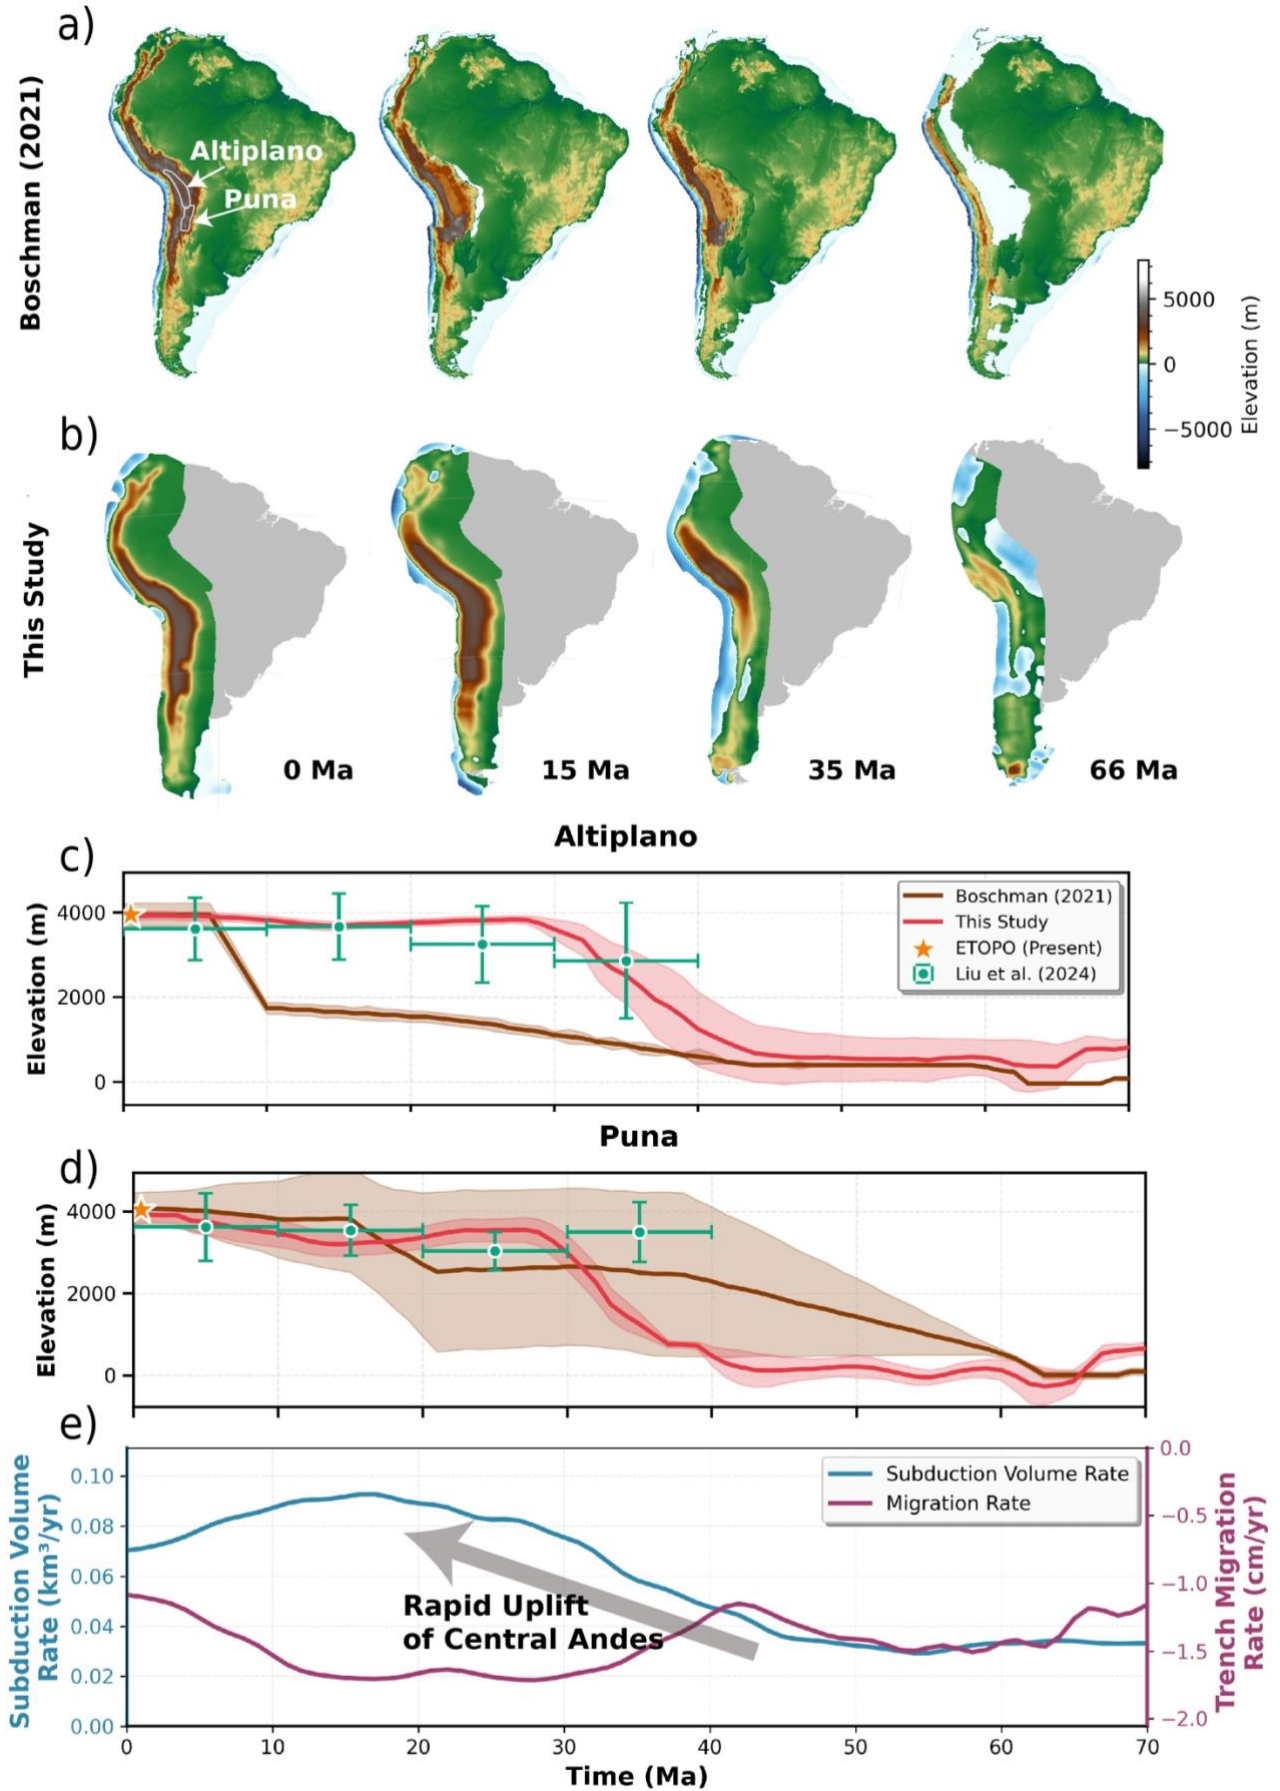 a)
Boschman (2021)
Altiplano
Puna
5000
0
−5000
Elevation (m)
b)
This Study
0 Ma
15 Ma
35 Ma
66 Ma
Altiplano
c)
Elevation (m)
4000
2000
0
Boschman (2021)
This Study
ETOPO (Present)
Liu et al. (2024)
Puna
d)
Elevation (m)
4000
2000
0
e)
Subduction Volume
Rate (km³/yr)
0.10
0.08
0.06
0.04
0.02
0.00
Subduction Volume Rate
Migration Rate
Rapid Uplift
of Central Andes
0.0
−0.5
−1.0
−1.5
−2.0
Trench Migration
Rate (cm/yr)
0 10 20 30 40 50 60 70
Time (Ma)